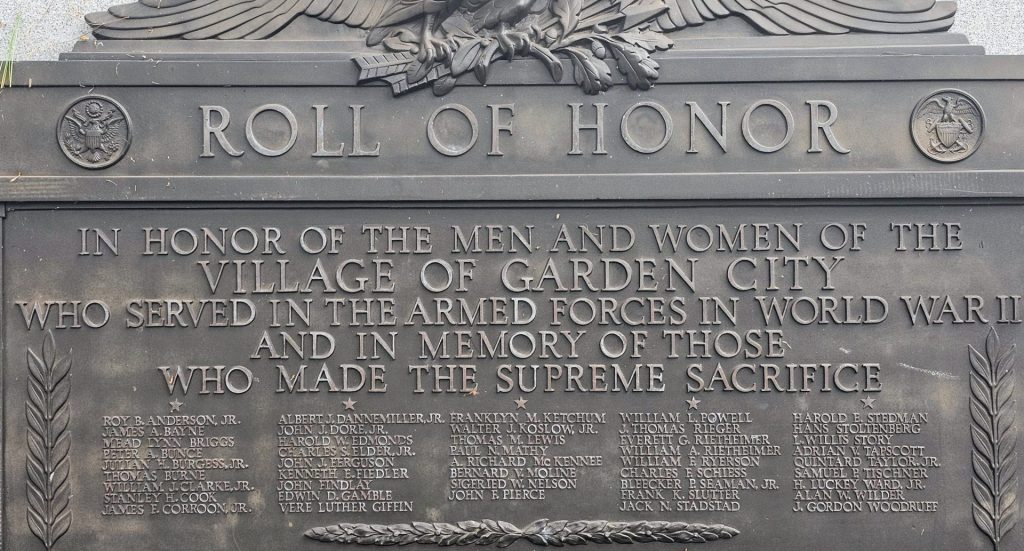 ROLL OF HONOR
IN HONOR OF THE MEN AND WOMEN OF THE
VILLAGE OF GARDEN CITY
WHO SERVED IN THE ARMED FORCES IN WORLD WAR II
AND IN MEMORY OF THOSE
WHO MADE THE SUPREME SACRIFICE
ROY B. ANDERSON, JR.
JAMES A. BAYNE
MEAD LYNN BRIGGS
PETER A. BUNCE
JULIAN H. BURGESS, JR.
THOMAS BURKE
WILLIAM J. CLARKE, JR.
STANLEY H. COOK
JAMES F. CORROON, JR.
ALBERT J. DANNEMILLER, JR.
JOHN J. DORE, JR.
HAROLD W. EDMONDS
CHARLES S. ELDER, JR.
JOHN J. FERGUSON
KENNETH E. FIEDLER
JOHN FINDLAY
EDWIN D. GAMBLE
VERE LUTHER GIFFIN
FRANKLYN M. KETCHUM
WALTER J. KOSLOW, JR.
THOMAS M. LEWIS
PAUL N. MATHY
A. RICHARD MCKENNEE
BERNARD V. MOORE
SIGFRED W. NELSON
JOHN F. PIERCE
WILLIAM L. POWELL
J. THOMAS RIEGER
EVERETT G. RIETHEIMER
WILLIAM A. RIETHEIMER
WILLIAM F. RYERSON
CHARLES F. SCHIESS
BLEECKER P. SEAMAN, JR.
FRANK K. SLUTTER
JACK N. STADSTAD
HAROLD E. STEDMAN
HANS STOLTENBERG
L. WILLIS STORY
ADRIAN V. TAPSCOTT
QUINARD TAYLOR, JR.
SAMUEL P. TISCHNER
H. LUCKEY WARD, JR.
ALAN W. WILDER
J. GORDON WOODRUFF